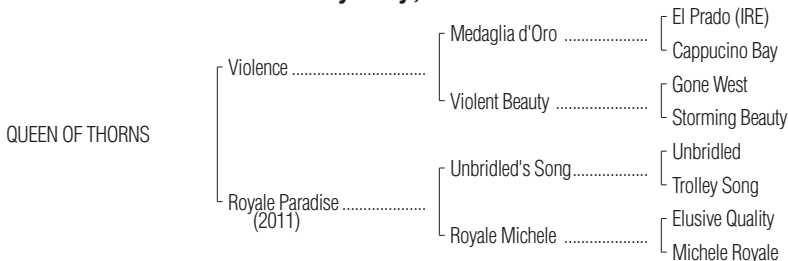 El Prado (IRE)
Medaglia d'Oro ....................
Cappucino Bay
Violence ................................
Gone West
Violent Beauty ......................
Storming Beauty
QUEEN OF THORNS
Unbridled
Unbridled's Song..................
Trolley Song
Royale Paradise ....................
(2011)
Elusive Quality
Royale Michele ....................
Michele Royale